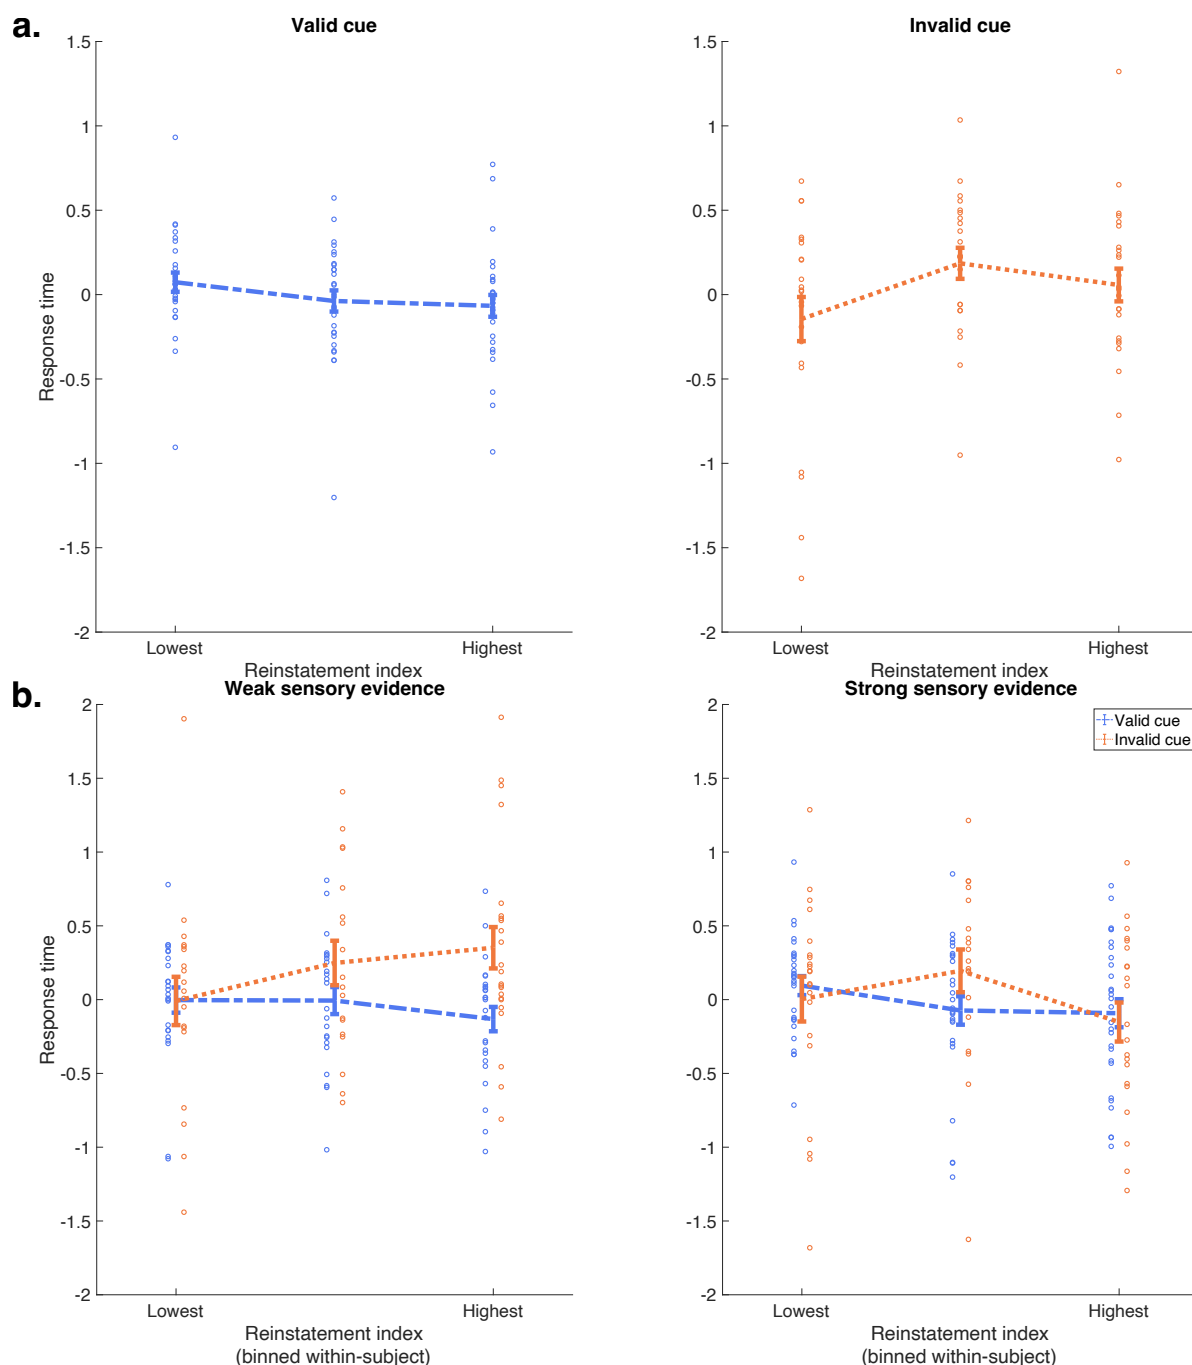 a.
Valid cue
Invalid cue
1.5
1
0.5
0
-0.5
-1
-1.5
-2
Response time
Lowest
Highest
Reinstatement index
1.5
1
0.5
0
-0.5
-1
-1.5
-2
Lowest
Highest
Reinstatement index
b.
Weak sensory evidence
Strong sensory evidence
2
1.5
1
0.5
0
-0.5
-1
-1.5
-2
Response time
Lowest
Highest
Reinstatement index
(binned within-subject)
2
1.5
1
0.5
0
-0.5
-1
-1.5
-2
Valid cue
Invalid cue
Lowest
Highest
Reinstatement index
(binned within-subject)